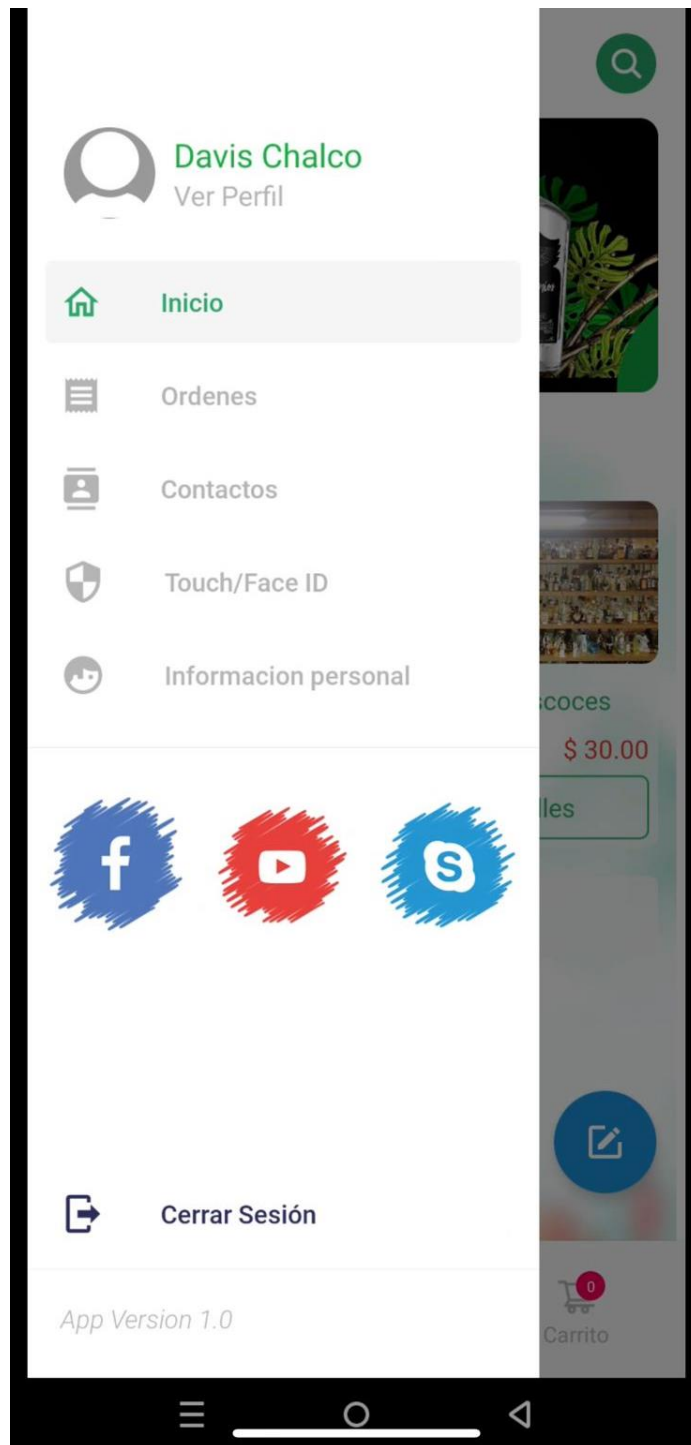 Davis Chalco
Ver Perfil
Inicio
Ordenes
Contactos
Touch/Face ID
Informacion personal
scoces
$ 30.00
lles
Cerrar Sesión
App Version 1.0
0
Carrito